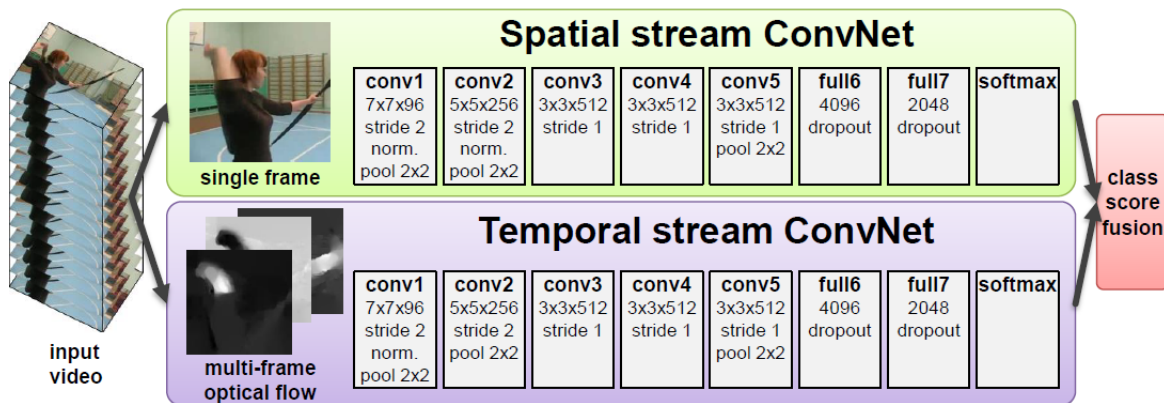 Spatial stream ConvNet
conv1
7x7x96
stride 2
norm.
pool 2x2
conv2
5x5x256
stride 2
norm.
pool 2x2
conv3
3x3x512
stride 1
conv4
3x3x512
stride 1
conv5
3x3x512
stride 1
pool 2x2
full6
4096
dropout
full7
2048
dropout
softmax
single frame
Temporal stream ConvNet
conv1
7x7x96
stride 2
norm.
pool 2x2
conv2
5x5x256
stride 2
pool 2x2
conv3
3x3x512
stride 1
conv4
3x3x512
stride 1
conv5
3x3x512
stride 1
pool 2x2
full6
4096
dropout
full7
2048
dropout
softmax
multi-frame
optical flow
input
video
class
score
fusion